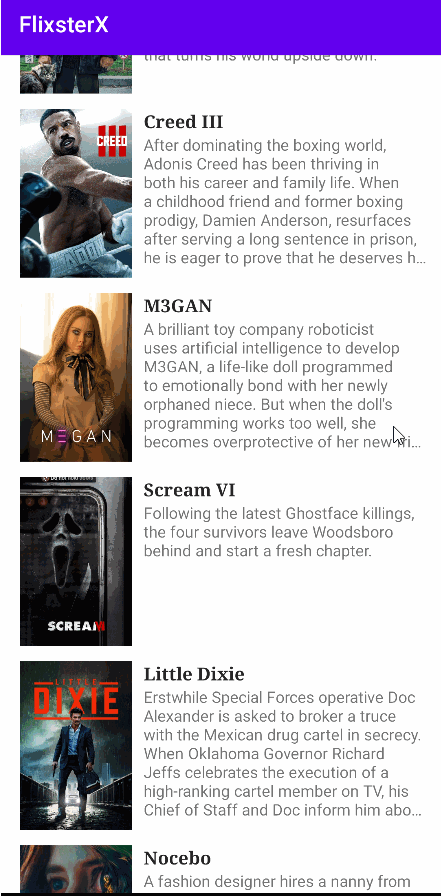 FlixsterX
that turns his world upside down.
CREED
III
Creed III
After dominating the boxing world,
Adonis Creed has been thriving in
both his career and family life. When
a childhood friend and former boxing
prodigy, Damien Anderson, resurfaces
after serving a long sentence in prison,
he is eager to prove that he deserves h…
M3GAN
M3GAN
A brilliant toy company roboticist
uses artificial intelligence to develop
M3GAN, a life-like doll programmed
to emotionally bond with her newly
orphaned niece. But when the doll's
programming works too well, she
becomes overprotective of her new
SCREAM
Scream VI
Following the latest Ghostface killings,
the four survivors leave Woodsboro
behind and start a fresh chapter.
LITTLE
DIXIE
Little Dixie
Erstwhile Special Forces operative Doc
Alexander is asked to broker a truce
with the Mexican drug cartel in secrecy.
When Oklahoma Governor Richard
Jeffs celebrates the execution of a
high-ranking cartel member on TV, his
Chief of Staff and Doc inform him abo…
Nocebo
A fashion designer hires a nanny from